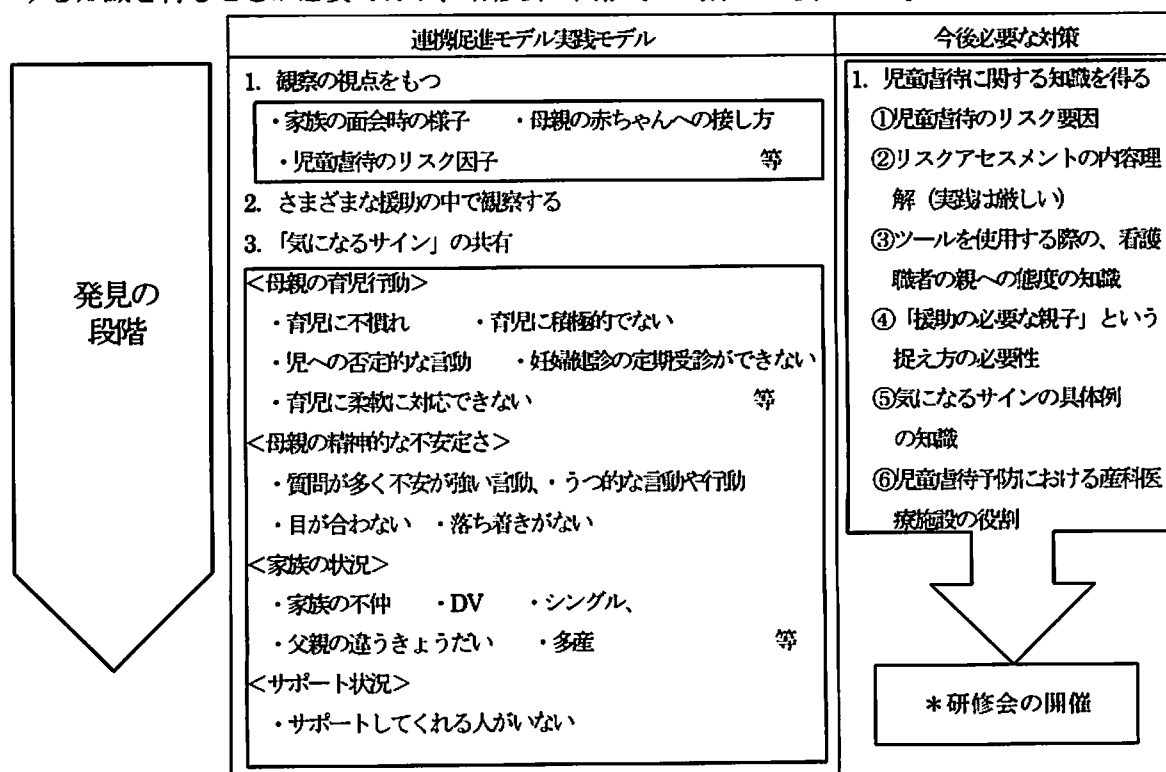 連携促進モデル実践モデル
今後必要な対策
発見の
段階
1. 観察の視点をもつ
・家族の面会時の様子 ・母親の赤ちゃんへの接し方
・児童虐待のリスク因子 等
2. さまざまな援助の中で観察する
3. 「気になるサイン」の共有
<母親の育児行動>
・育児に不慣れ ・育児に積極的でない
・児への否定的な言動 ・妊婦健診の定期受診ができない
・育児に柔軟に対応できない 等
<母親の精神的な不安定さ>
・質問が多く不安が強い言動、・うつ的な言動や行動
・目が合わない ・落ち着きがない
<家族の状況>
・家族の不仲 ・DV ・シングル、
・父親の違うきょうだい ・多産 等
<サポート状況>
・サポートしてくれる人がいない
1. 児童虐待に関する知識を得る
①児童虐待のリスク要因
②リスクアセスメントの内容理
解（実践は厳しい）
③ツールを使用する際の、看護
職者の親への態度の知識
④「援助の必要な親子」という
捉え方の必要性
⑤気になるサインの具体例
の知識
⑥児童虐待予防における産科医
療施設の役割
＊研修会の開催